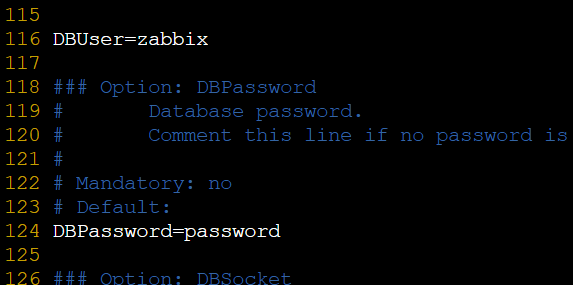 115
116 DBUser=zabbix
117
118 ### Option: DBPassword
119 #       Database password.
120 #       Comment this line if no password is
121 #
122 # Mandatory: no
123 # Default:
124 DBPassword=password
125
126 ### Option: DBSocket